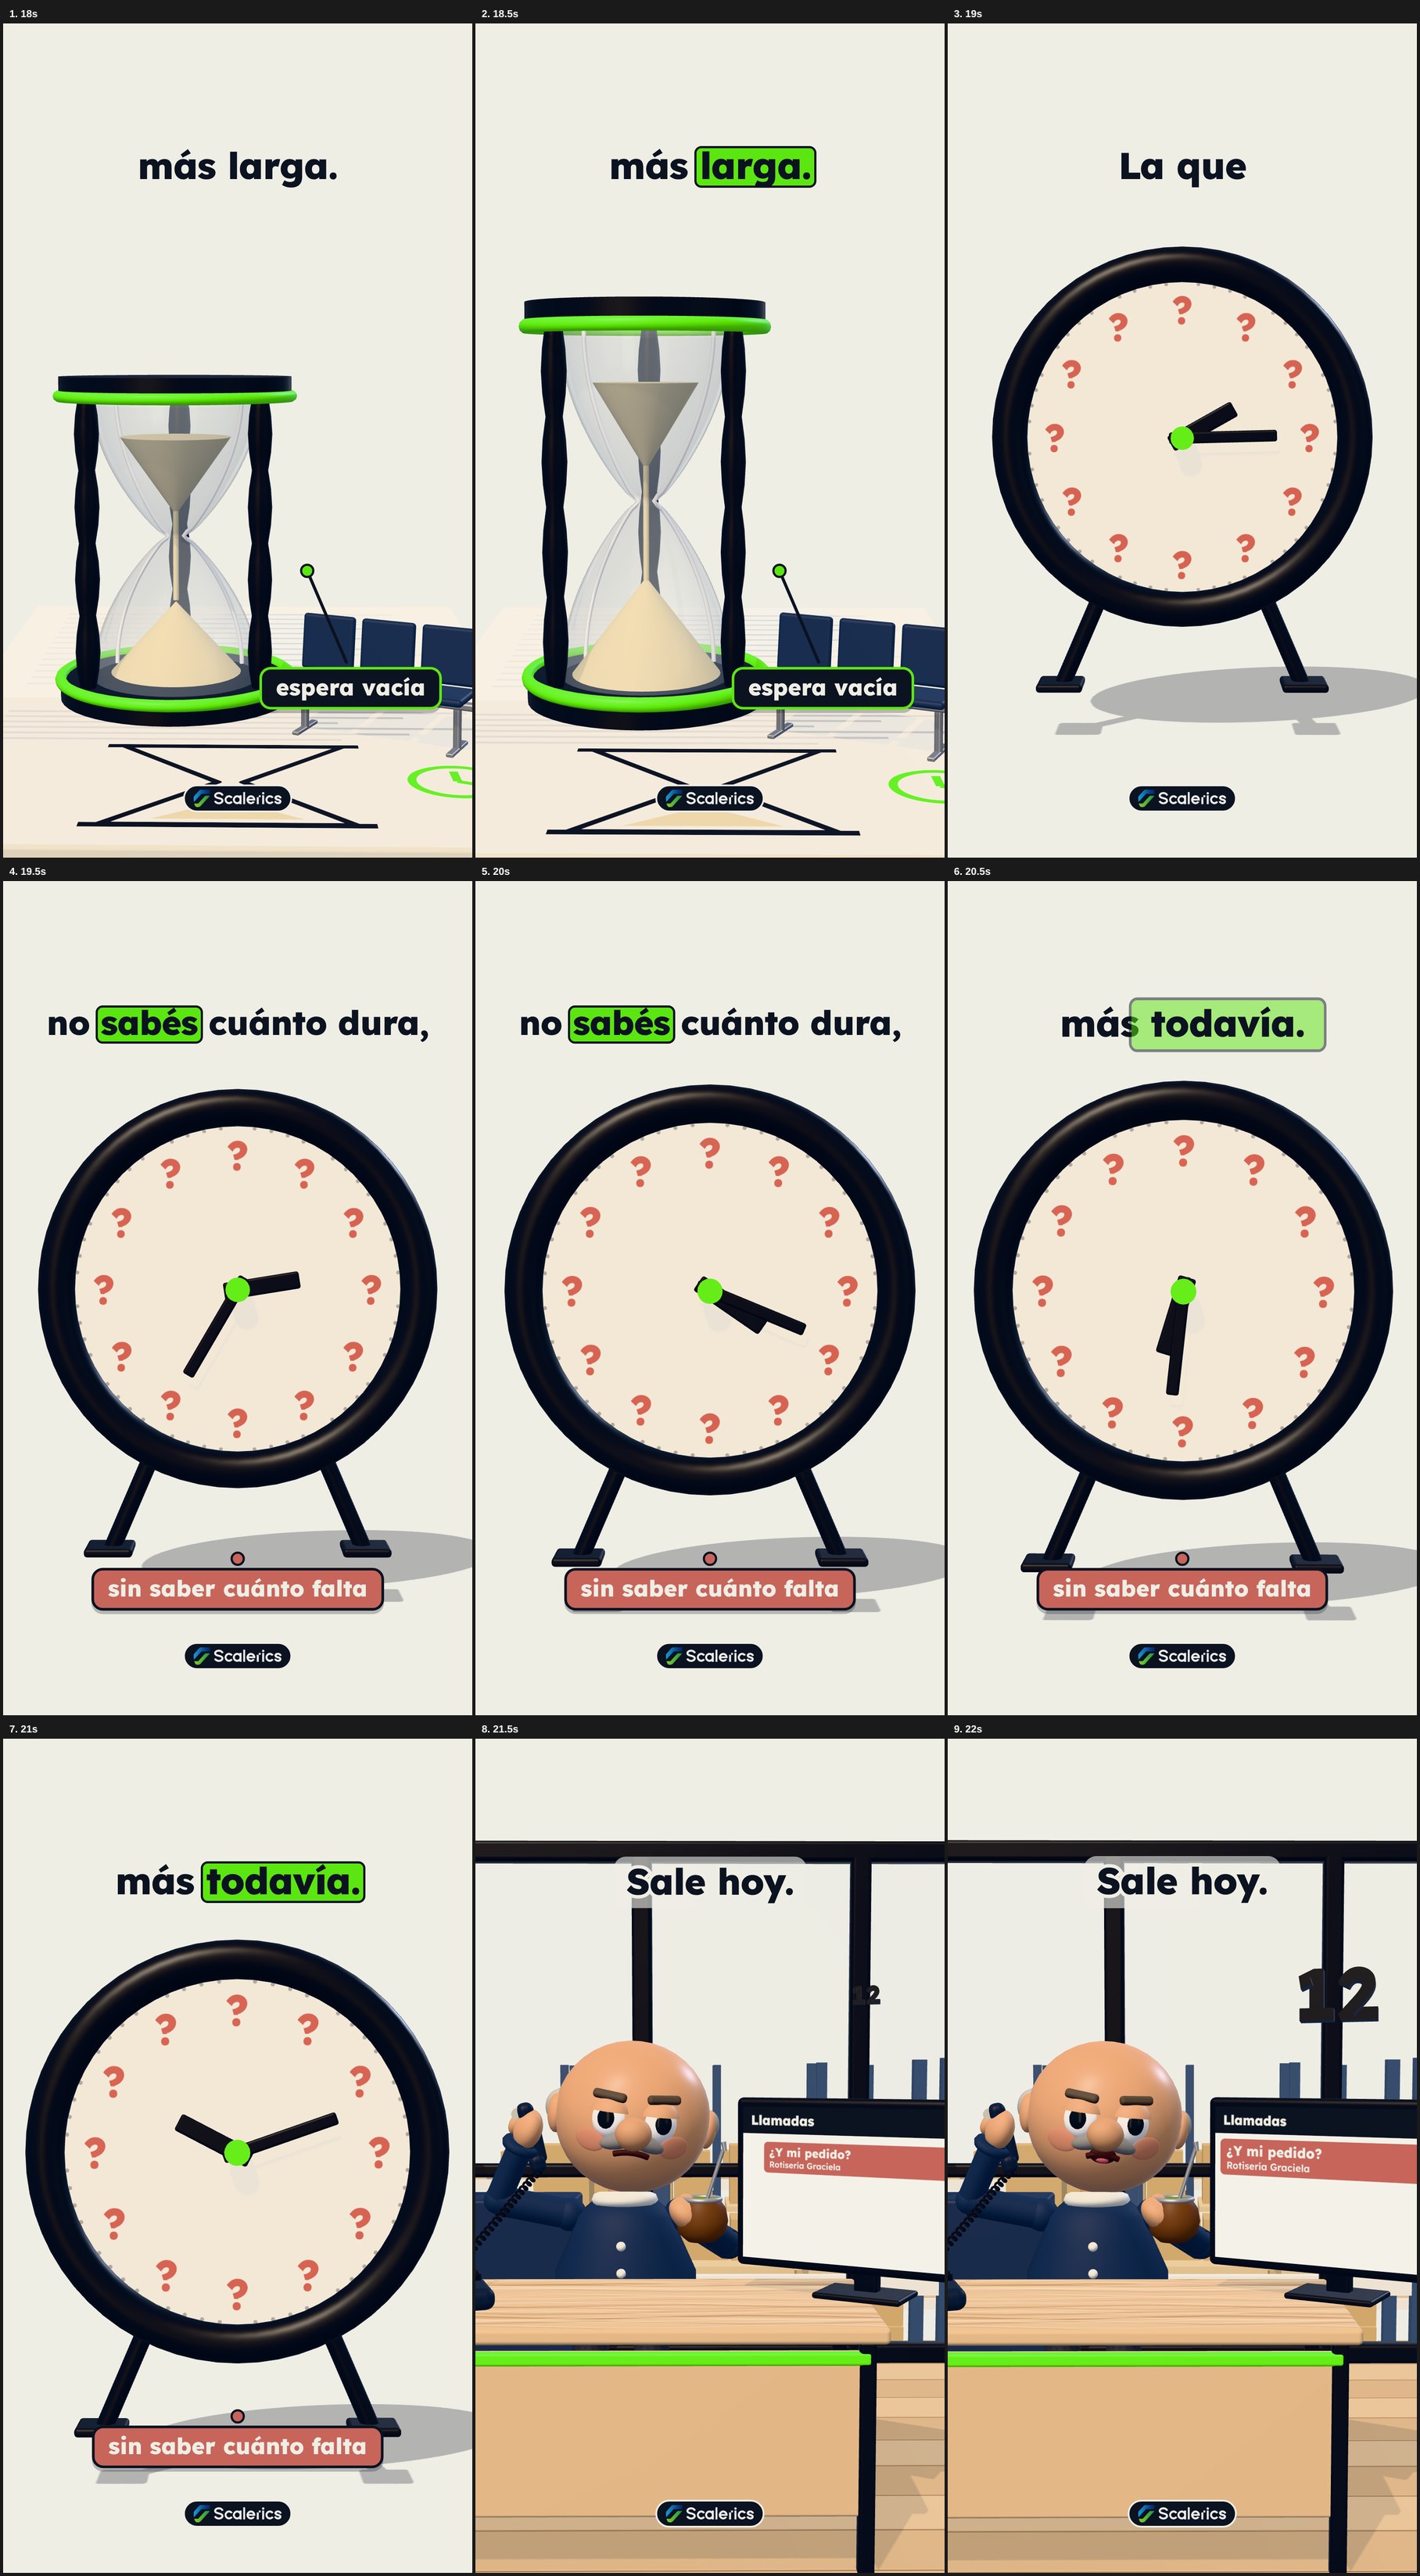 1. 18s
más larga.
espera vacía
Scalerics
2. 18.5s
más larga.
espera vacía
Scalerics
3. 19s
La que
? ? ? ? ? ? ? ? ? ? ? ?
Scalerics
4. 19.5s
no sabés cuánto dura,
? ? ? ? ? ? ? ? ? ? ? ?
sin saber cuánto falta
Scalerics
5. 20s
no sabés cuánto dura,
? ? ? ? ? ? ? ? ? ? ? ?
sin saber cuánto falta
Scalerics
6. 20.5s
más todavía.
? ? ? ? ? ? ? ? ? ? ? ?
sin saber cuánto falta
Scalerics
7. 21s
más todavía.
? ? ? ? ? ? ? ? ? ? ? ?
sin saber cuánto falta
Scalerics
8. 21.5s
Sale hoy.
12
Llamadas
¿Y mi pedido?
Rotisería Graciela
Scalerics
9. 22s
Sale hoy.
12
Llamadas
¿Y mi pedido?
Rotisería Graciela
Scalerics